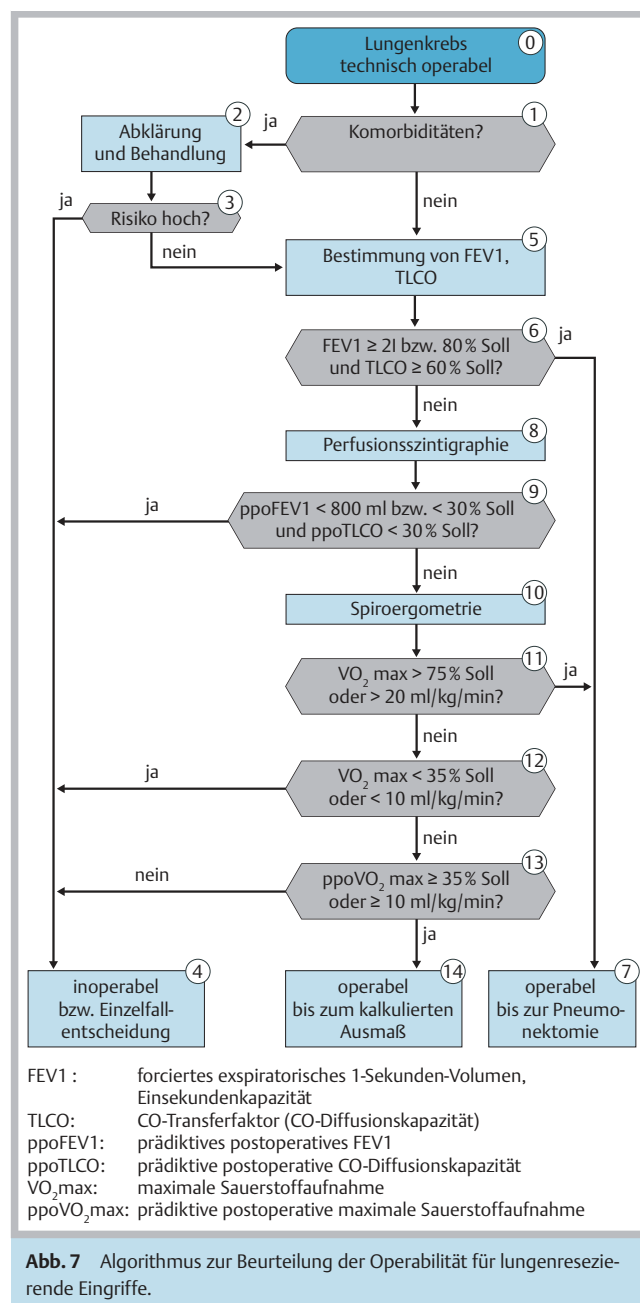 Lungenkrebs
technisch operabel
0
Komorbiditäten?
1
ja
Abklärung
und Behandlung
2
nein
Risiko hoch?
3
ja
nein
Bestimmung von FEV1,
TLCO
5
FEV1 ≥ 2l bzw. 80% Soll
und TLCO ≥ 60% Soll?
6
ja
nein
Perfusionsszintigraphie
8
ppoFEV1 < 800 ml bzw. < 30% Soll
und ppoTLCO < 30% Soll?
9
ja
nein
Spiroergometrie
10
VO₂ max > 75% Soll
oder > 20 ml/kg/min?
11
ja
nein
VO₂ max < 35% Soll
oder < 10 ml/kg/min?
12
ja
nein
ppoVO₂ max ≥ 35% Soll
oder ≥ 10 ml/kg/min?
13
nein
ja
inoperabel
bzw. Einzelfall-
entscheidung
4
operabel
bis zum kalkulierten
Ausmaß
14
operabel
bis zur Pneumo-
nektomie
7
FEV1 : forciertes exspiratorisches 1-Sekunden-Volumen,
Einsekundenkapazität
TLCO: CO-Transferfaktor (CO-Diffusionskapazität)
ppoFEV1: prädiktives postoperatives FEV1
ppoTLCO: prädiktive postoperative CO-Diffusionskapazität
VO₂max: maximale Sauerstoffaufnahme
ppoVO₂max: prädiktive postoperative maximale Sauerstoffaufnahme
Abb. 7 Algorithmus zur Beurteilung der Operabilität für lungenresezie-
rende Eingriffe.